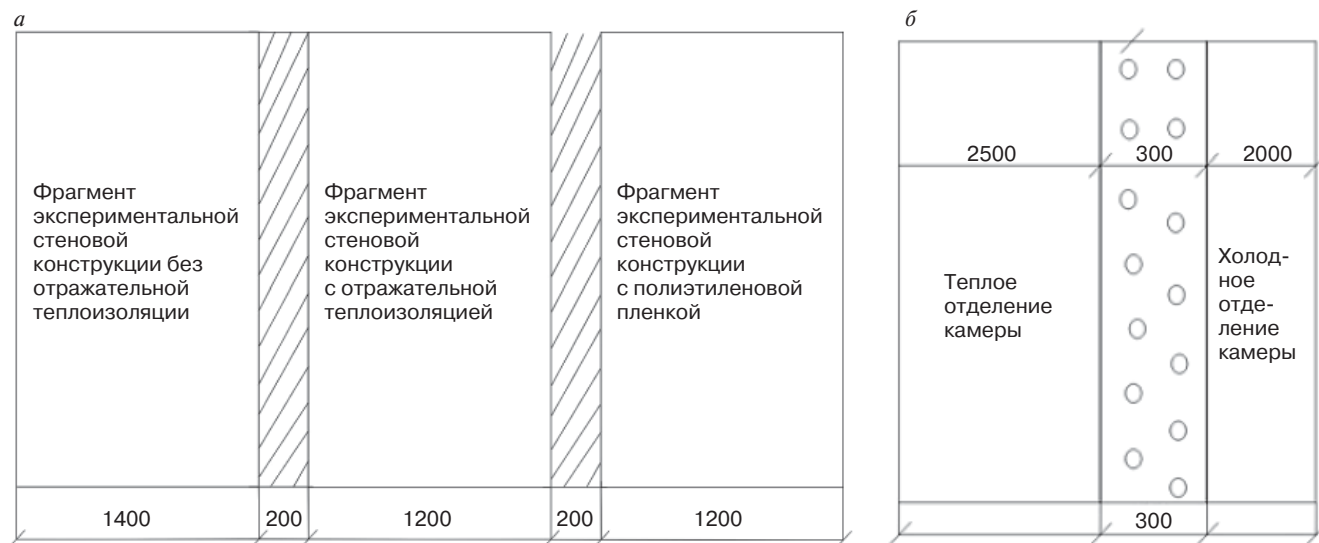 а
Фрагмент
экспериментальной
стеновой
конструкции без
отражательной
теплоизоляции
Фрагмент
экспериментальной
стеновой
конструкции
с отражательной
теплоизоляцией
Фрагмент
экспериментальной
стеновой
конструкции
с полиэтиленовой
пленкой
1400
200
1200
200
1200
б
2500
300
2000
Теплое
отделение
камеры
Холод-
ное
отде-
ление
камеры
300